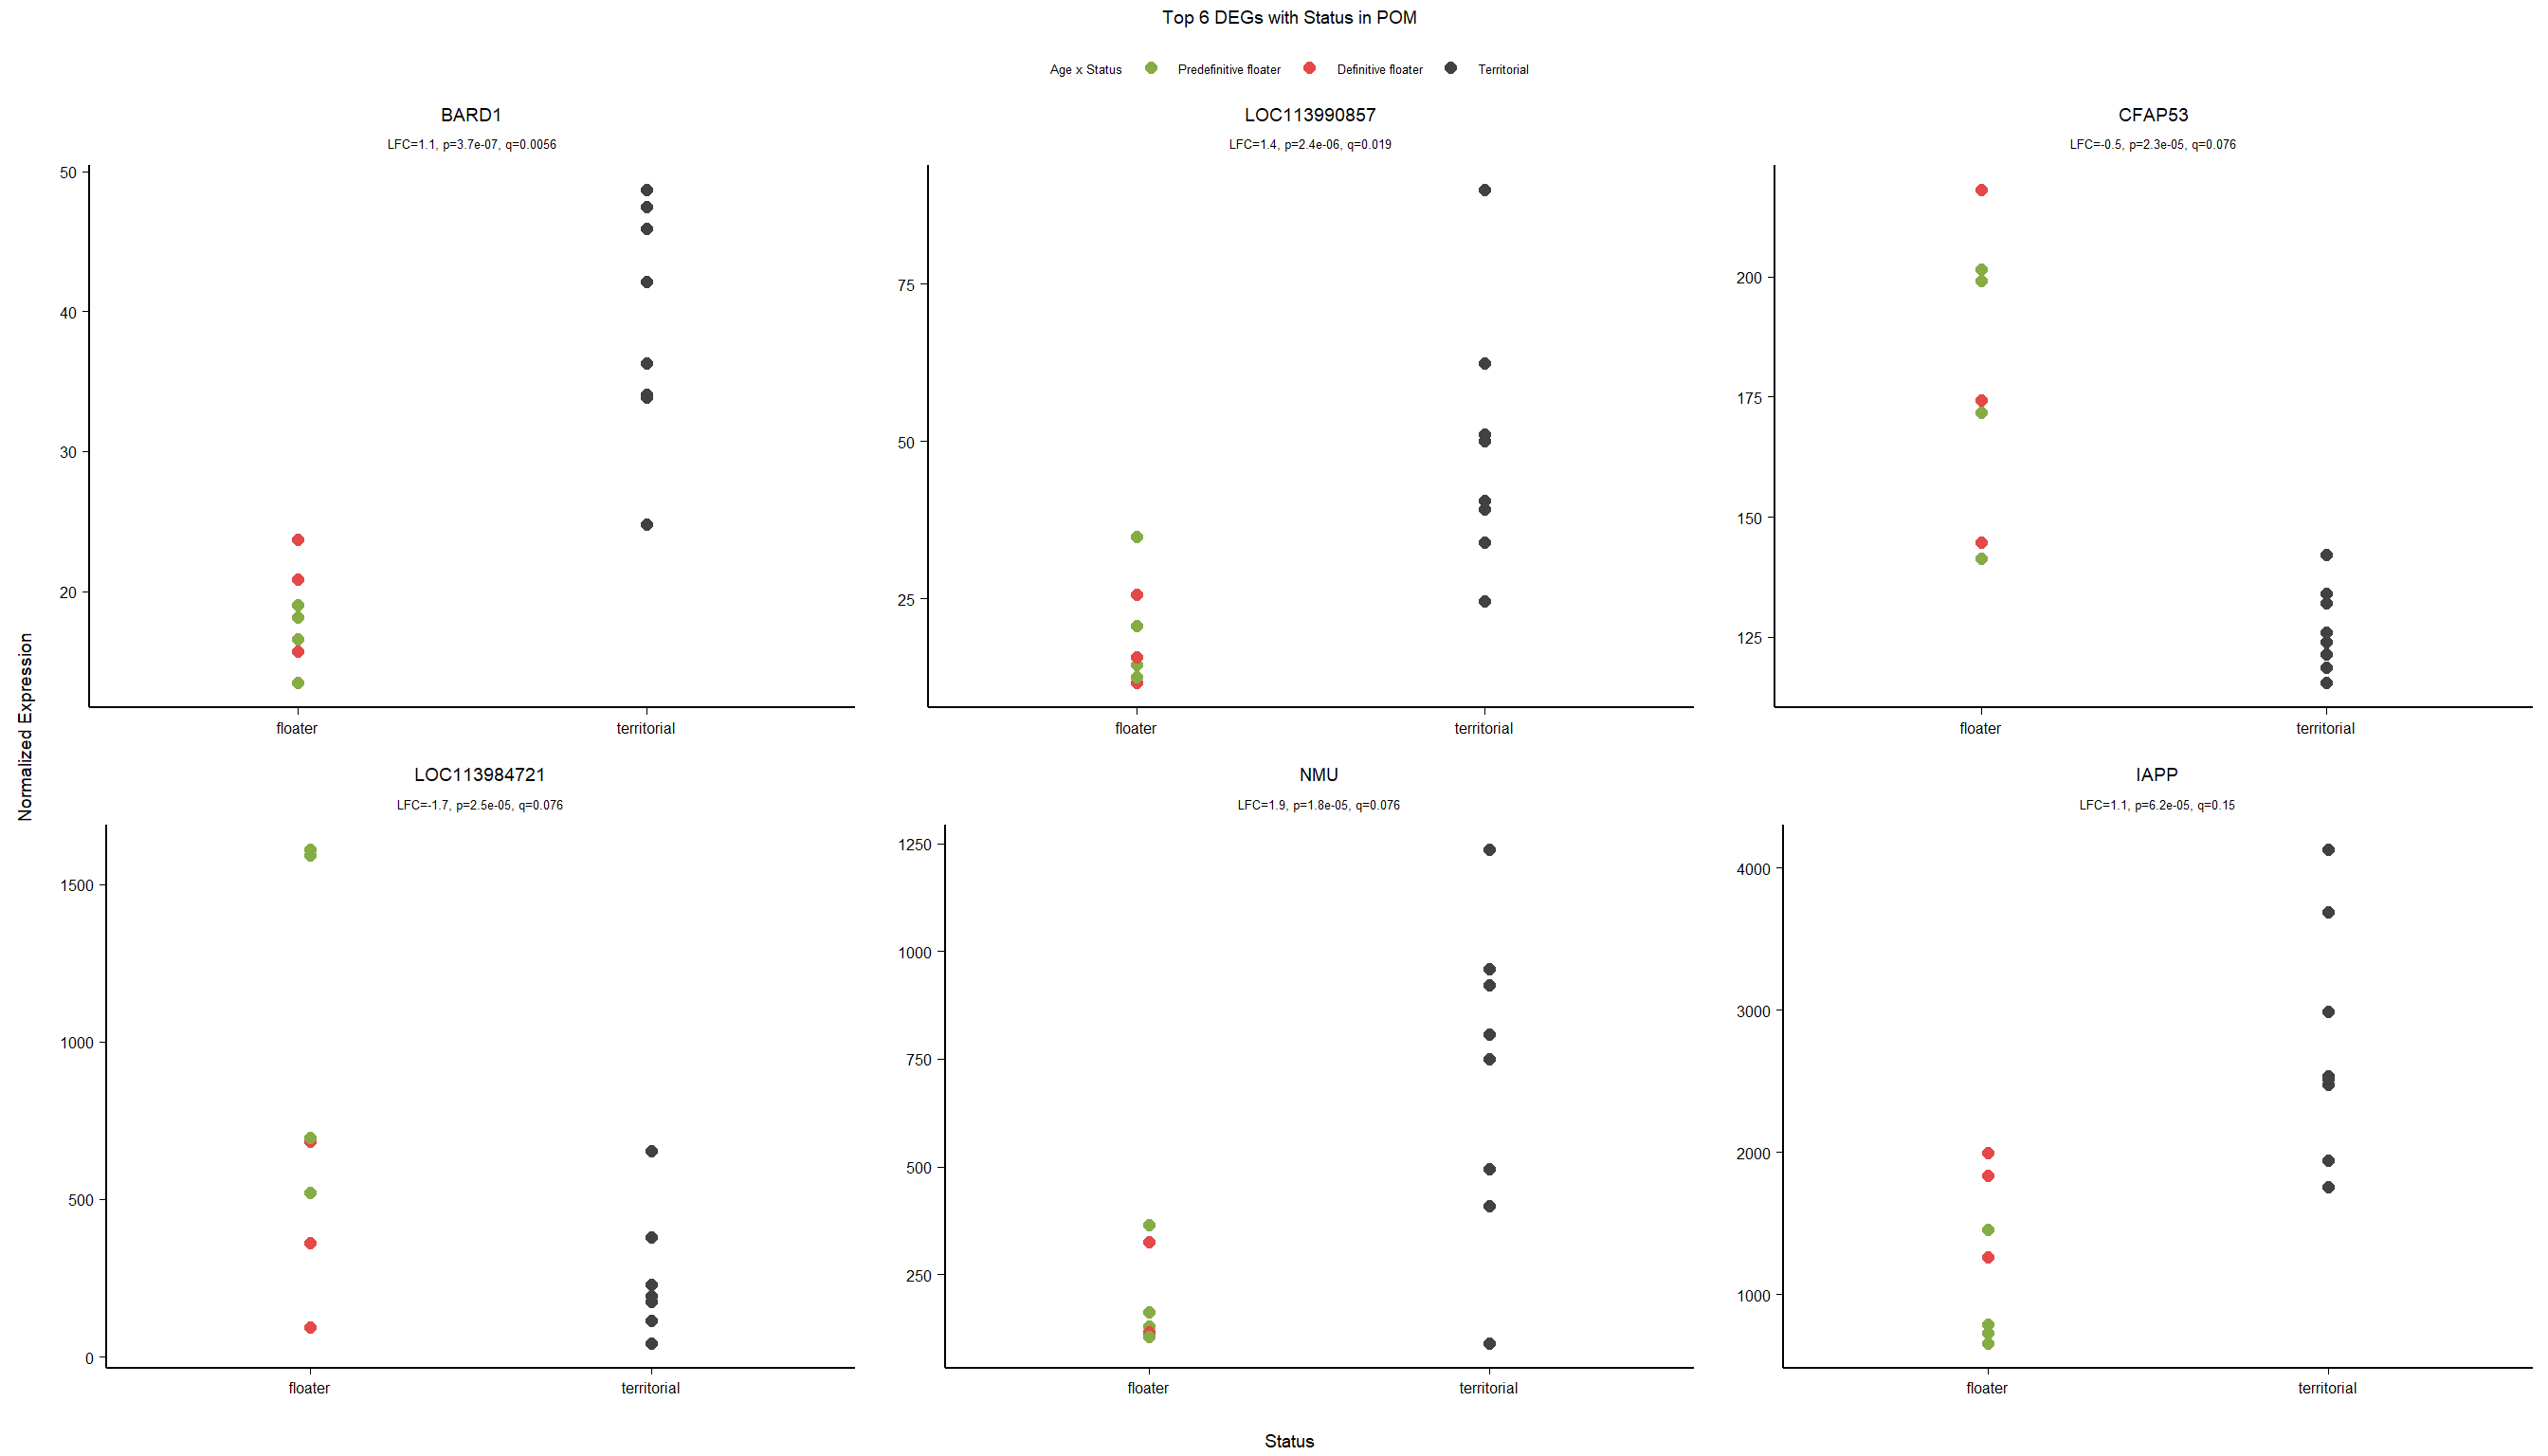 Top 6 DEGs with Status in POM
Age x Status Predefinitive floater Definitive floater Territorial
BARD1
LFC=1.1, p=3.7e-07, q=0.0056
50
40
30
20
floater territorial
LOC113990857
LFC=1.4, p=2.4e-06, q=0.019
75
50
25
floater territorial
CFAP53
LFC=-0.5, p=2.3e-05, q=0.076
200
175
150
125
floater territorial
Normalized Expression
LOC113984721
LFC=-1.7, p=2.5e-05, q=0.076
1500
1000
500
0
floater territorial
NMU
LFC=1.9, p=1.8e-05, q=0.076
1250
1000
750
500
250
floater territorial
IAPP
LFC=1.1, p=6.2e-05, q=0.15
4000
3000
2000
1000
floater territorial
Status